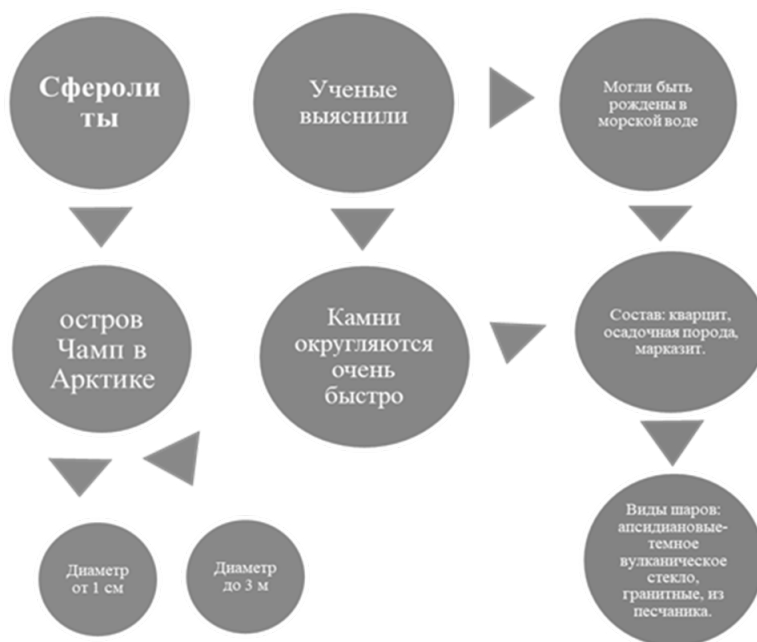 Сфероли
ты
Ученые
выяснили
Могли быть
рождены в
морской воде
остров
Чамп в
Арктике
Камни
округляются
очень
быстро
Состав: кварцит,
осадочная порода,
марказит.
Диаметр
от 1 см
Диаметр
до 3 м
Виды шаров:
апсидиановые-
темное
вулканическое
стекло,
гранитные, из
песчаника.